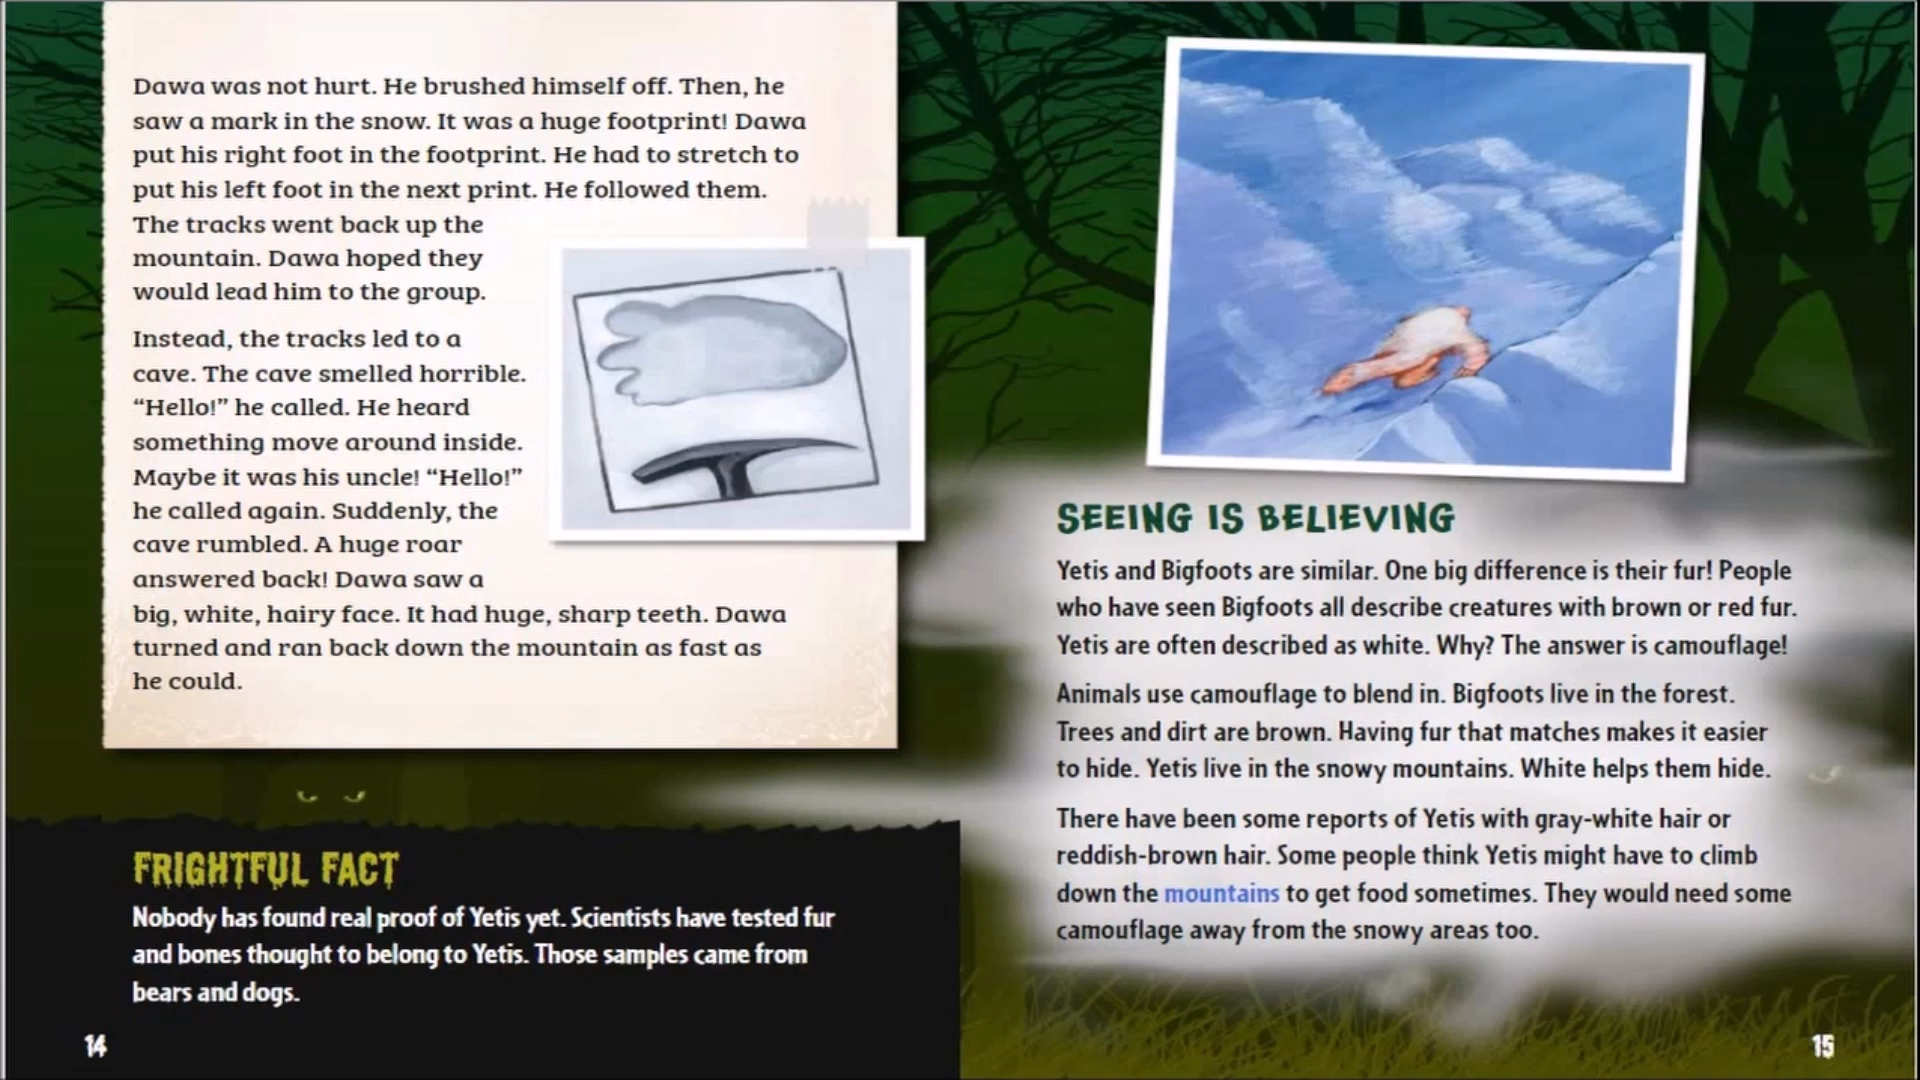 Dawa was not hurt. He brushed himself off. Then, he
saw a mark in the snow. It was a huge footprint! Dawa
put his right foot in the footprint. He had to stretch to
put his left foot in the next print. He followed them.
The tracks went back up the
mountain. Dawa hoped they
would lead him to the group.
Instead, the tracks led to a
cave. The cave smelled horrible.
“Hello!” he called. He heard
something move around inside.
Maybe it was his uncle! “Hello!”
he called again. Suddenly, the
cave rumbled. A huge roar
answered back! Dawa saw a
big, white, hairy face. It had huge, sharp teeth. Dawa
turned and ran back down the mountain as fast as
he could.
FRIGHTFUL FACT
Nobody has found real proof of Yetis yet. Scientists have tested fur
and bones thought to belong to Yetis. Those samples came from
bears and dogs.
14
SEEING IS BELIEVING
Yetis and Bigfoots are similar. One big difference is their fur! People
who have seen Bigfoots all describe creatures with brown or red fur.
Yetis are often described as white. Why? The answer is camouflage!
Animals use camouflage to blend in. Bigfoots live in the forest.
Trees and dirt are brown. Having fur that matches makes it easier
to hide. Yetis live in the snowy mountains. White helps them hide.
There have been some reports of Yetis with gray-white hair or
reddish-brown hair. Some people think Yetis might have to climb
down the mountains to get food sometimes. They would need some
camouflage away from the snowy areas too.
15